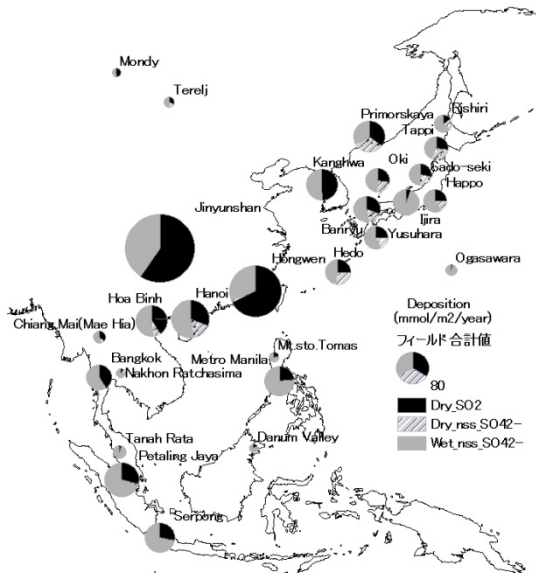 Mondy
Terelj
Primorskaya
Rishiri
Tappi
Kanghwa
Oki
Sado-seki
Happo
Jinyunshan
Ijira
Banryu
Yusuhara
Hongwen
Hedo
Ogasawara
Hoa Binh
Hanoi
Chiang Mai(Mae Hia)
Bangkok
Nakhon Ratchasima
Metro Manila
Mt.sto.Tomas
Tanah Rata
Danum Valley
Petaling Jaya
Serpong
Deposition
(mmol/m2/year)
フィールド合計値
80
Dry_SO2
Dry_nss_SO42-
Wet_nss_SO42-